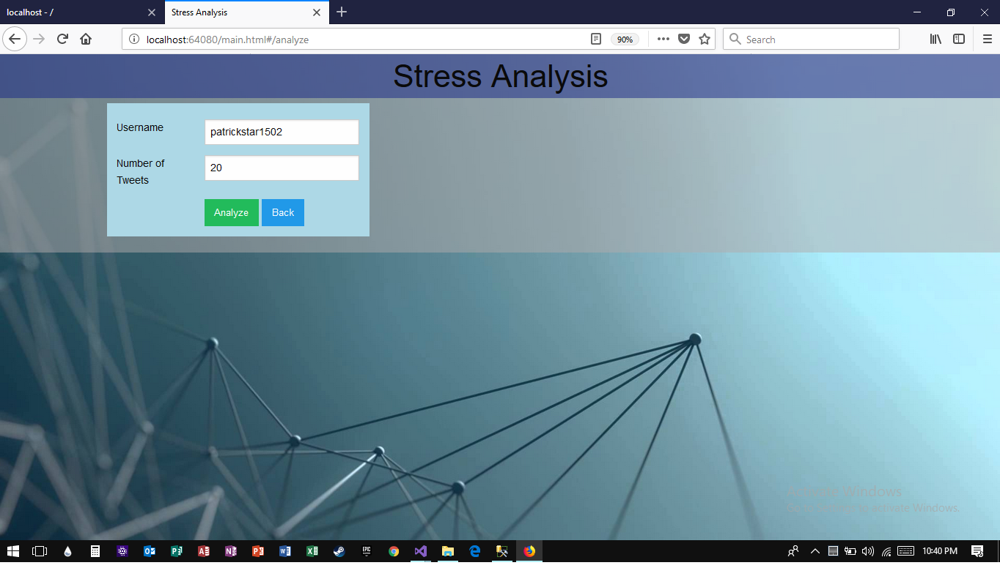 localhost - /
Stress Analysis
localhost:64080/main.html#/analyze
90%
Search
Stress Analysis
Username
patrickstar1502
Number of
Tweets
20
Analyze
Back
Activate Windows
Go to Settings to activate Windows.
EPIC
10:40 PM